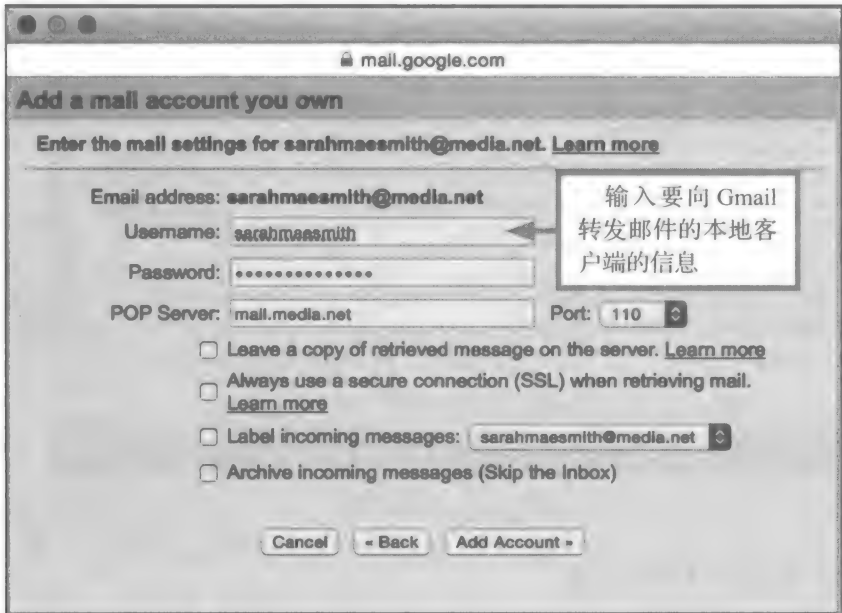 mail.google.com
Add a mail account you own
Enter the mail settings for sarahmaesmith@media.net. Learn more
Email address: sarahmaesmith@media.net
Username: sarahmaesmith
输入要向 Gmail
转发邮件的本地客
户端的信息
Password: ••••••••••••••
POP Server: mail.media.net Port: 110
Leave a copy of retrieved message on the server. Learn more
Always use a secure connection (SSL) when retrieving mail.
Learn more
Label incoming messages: sarahmaesmith@media.net
Archive incoming messages (Skip the Inbox)
Cancel « Back Add Account »